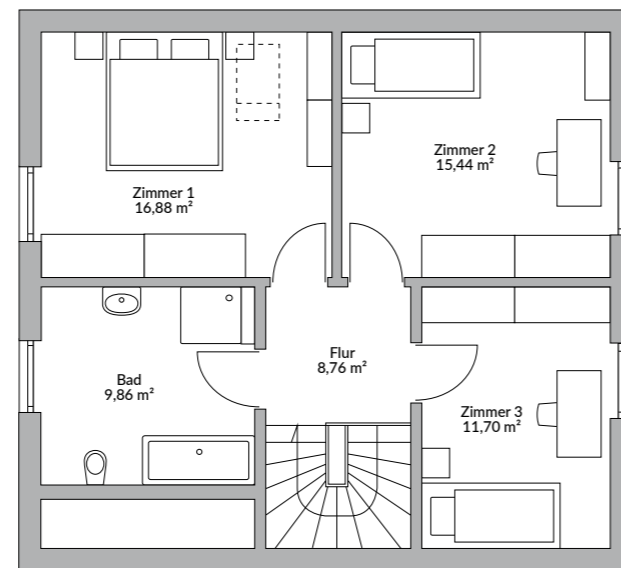 Zimmer 1
16,88 m²
Zimmer 2
15,44 m²
Flur
8,76 m²
Bad
9,86 m²
Zimmer 3
11,70 m²